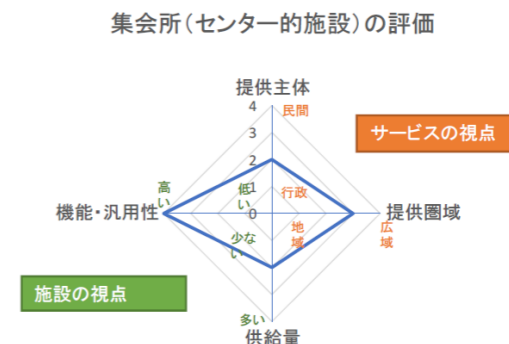 集会所（センター的施設）の評価
提供主体
4
民間
3
サービスの視点
2
高い
低い
1
行政
機能・汎用性
0
提供圏域
少ない
地域
広域
施設の視点
多い
供給量